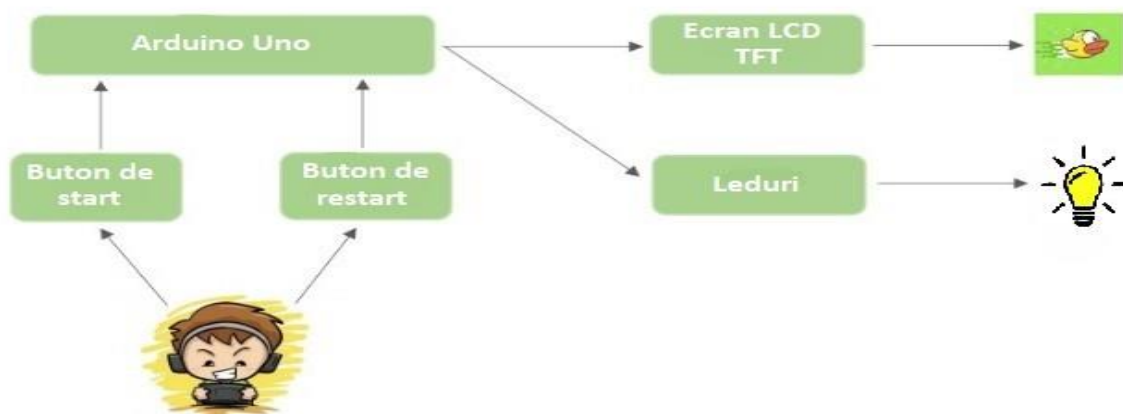 Arduino Uno
Ecran LCD
TFT
Buton de
start
Buton de
restart
Leduri